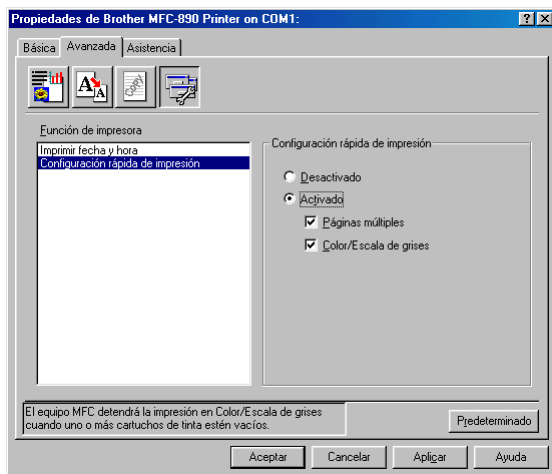 Propiedades de Brother MFC-890 Printer on COM1:
Básica
Avanzada
Asistencia
COPY
Función de impresora
Imprimir fecha y hora
Configuración rápida de impresión
Configuración rápida de impresión
Desactivado
Activado
Páginas múltiples
Color/Escala de grises
El equipo MFC detendrá la impresión en Color/Escala de grises
cuando uno o más cartuchos de tinta estén vacíos.
Predeterminado
Aceptar
Cancelar
Aplicar
Ayuda